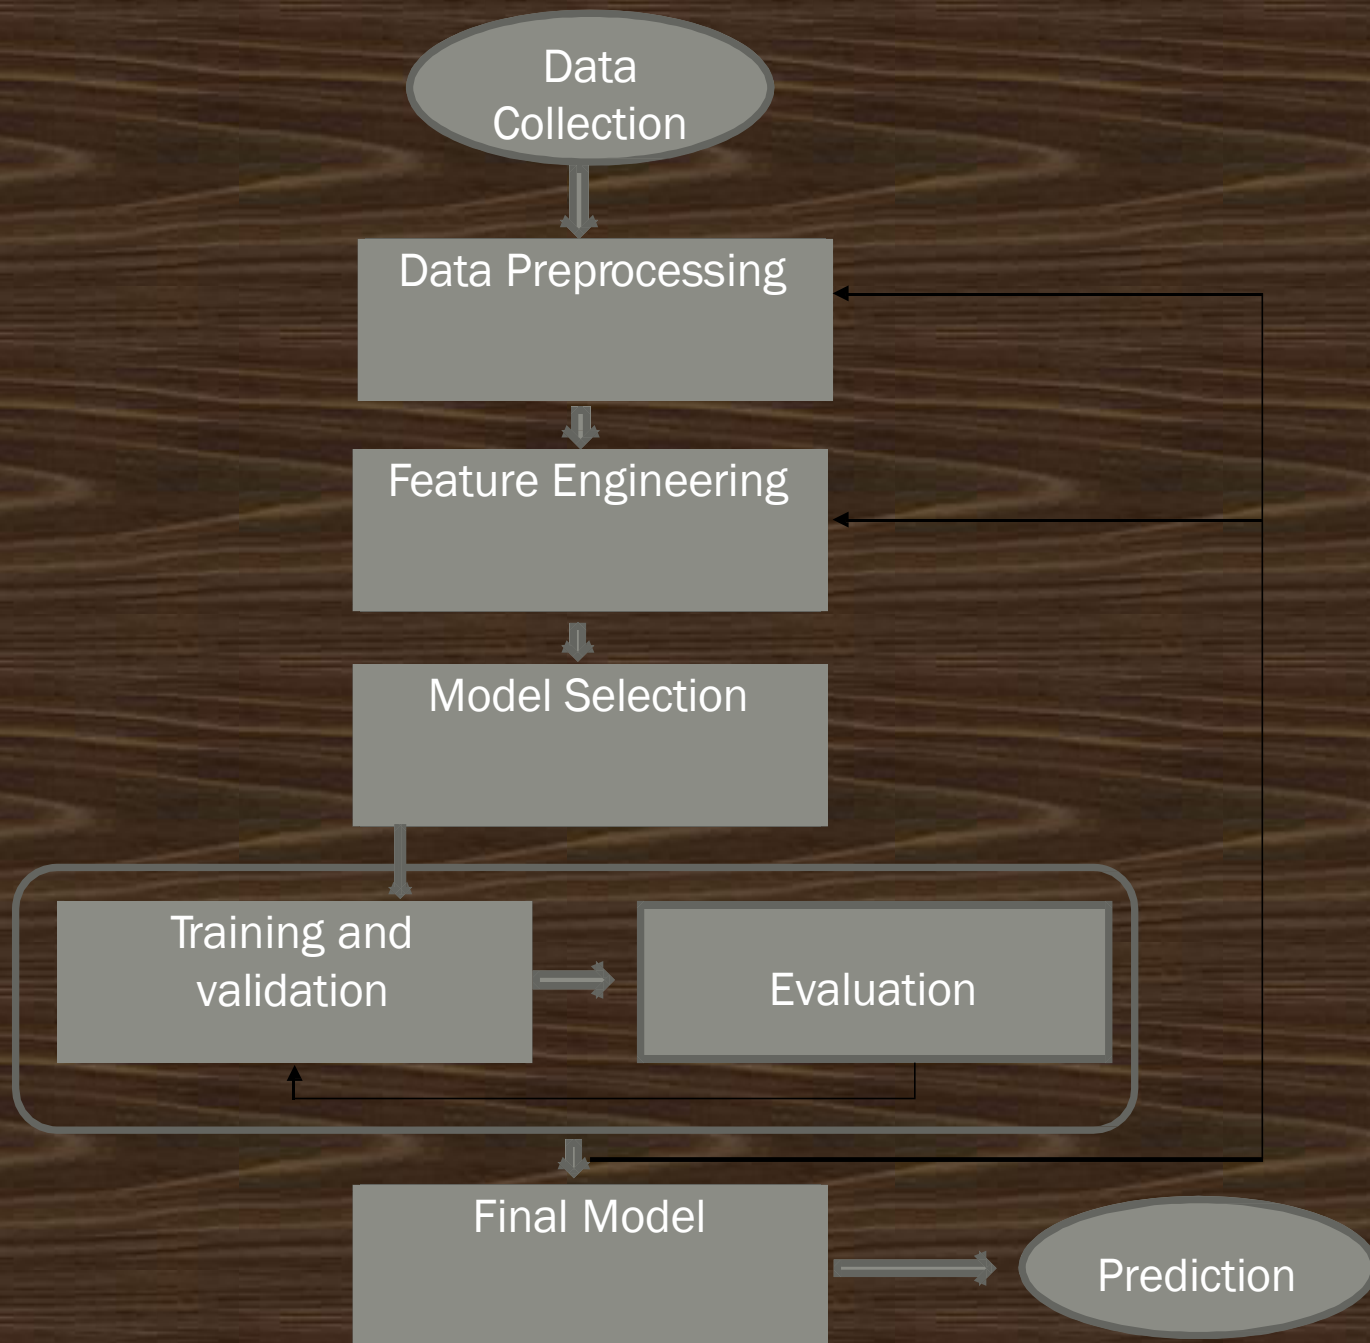 Data
Collection
Data Preprocessing
Feature Engineering
Model Selection
Training and
validation
Evaluation
Final Model
Prediction